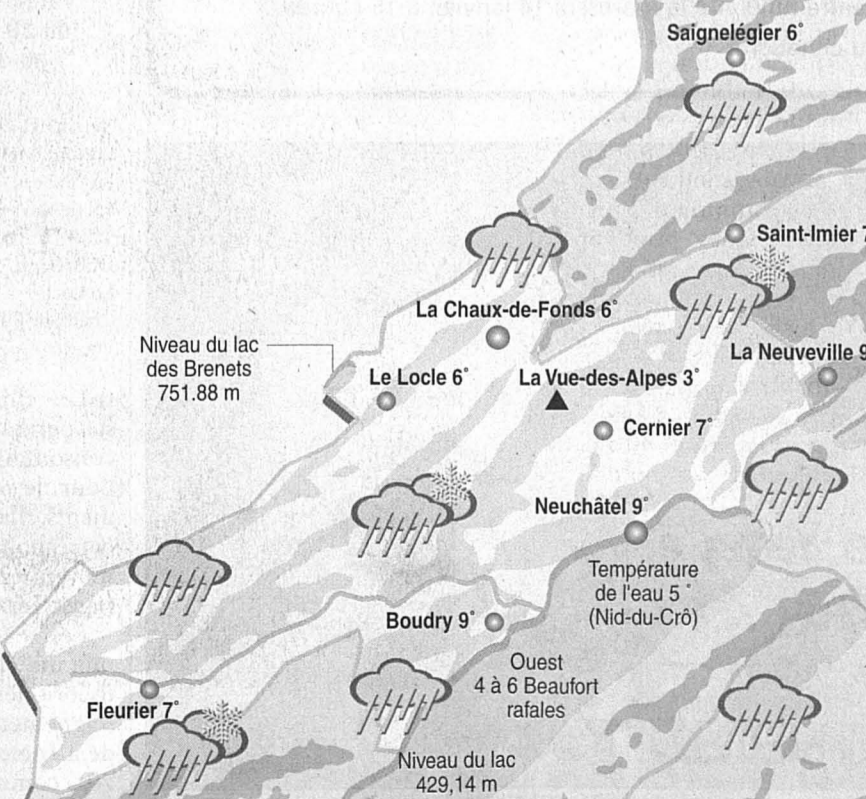 Saignelégier 6°
Saint-Imier 7
La Chaux-de-Fonds 6°
Niveau du lac
des Brenets
751.88 m
La Neuveville 9
Le Locle 6°
La Vue-des-Alpes 3°
Cernier 7°
Neuchâtel 9°
Température
de l'eau 5°
(Nid-du-Crô)
Boudry 9°
Ouest
4 à 6 Beaufort
rafales
Fleurier 7°
Niveau du lac
429,14 m